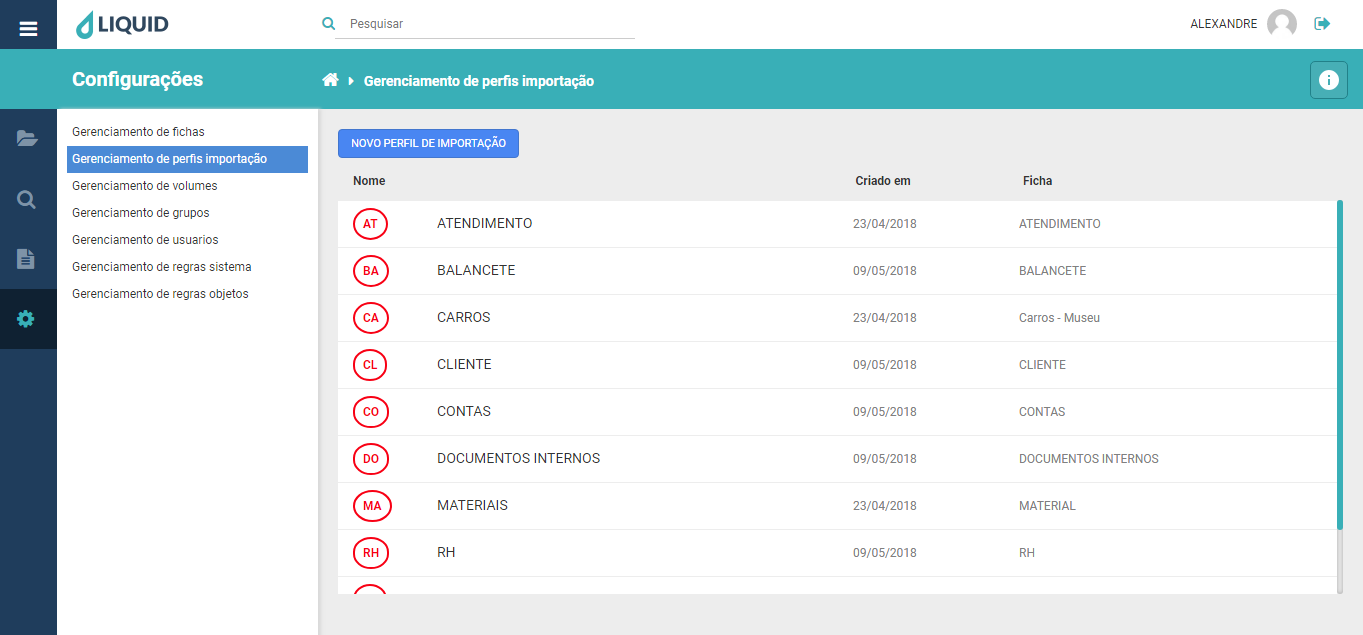 LIQUID
Pesquisar
ALEXANDRE
Configurações
Gerenciamento de perfis importação
Gerenciamento de fichas
Gerenciamento de perfis importação
Gerenciamento de volumes
Gerenciamento de grupos
Gerenciamento de usuarios
Gerenciamento de regras sistema
Gerenciamento de regras objetos
NOVO PERFIL DE IMPORTAÇÃO
Nome Criado em Ficha
AT ATENDIMENTO 23/04/2018 ATENDIMENTO
BA BALANCETE 09/05/2018 BALANCETE
CA CARROS 23/04/2018 Carros - Museu
CL CLIENTE 09/05/2018 CLIENTE
CO CONTAS 09/05/2018 CONTAS
DO DOCUMENTOS INTERNOS 09/05/2018 DOCUMENTOS INTERNOS
MA MATERIAIS 23/04/2018 MATERIAL
RH RH 09/05/2018 RH